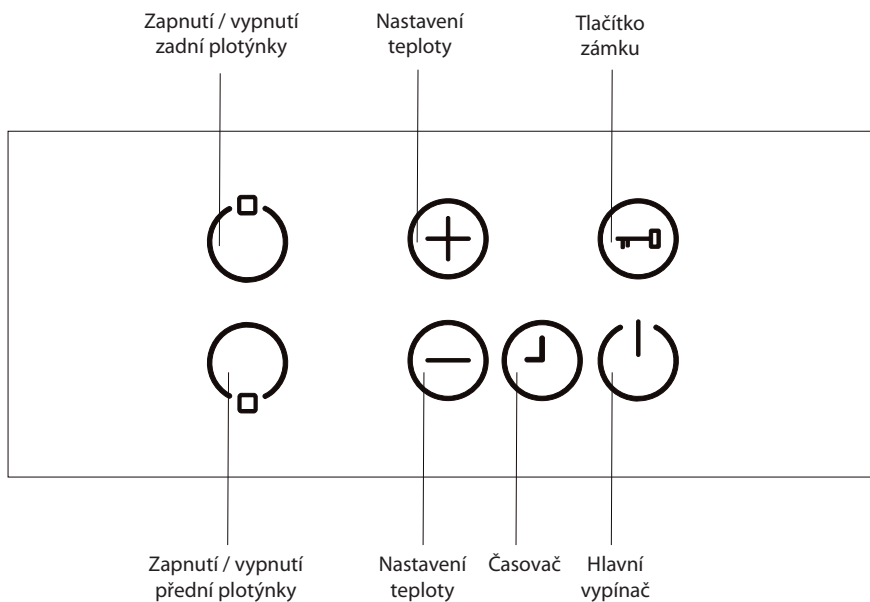 Zapnutí / vypnutí
zadní plotýnky
Nastavení
teploty
Tlačítko
zámku
Zapnutí / vypnutí
přední plotýnky
Nastavení
teploty
Časovač
Hlavní
vypínač